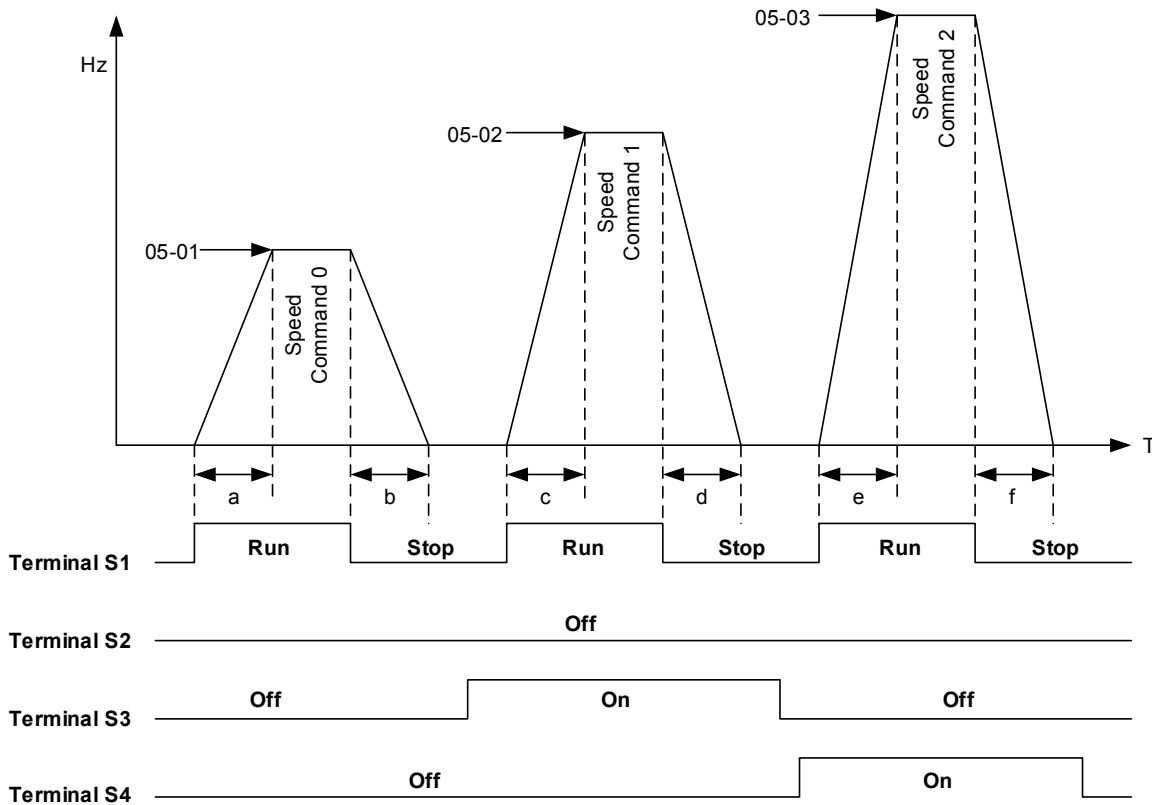 05-03
Hz
Speed
Command 2
05-02
Speed
Command 1
05-01
Speed
Command 0
T
a
b
c
d
e
f
Terminal S1
Run
Stop
Run
Stop
Run
Stop
Terminal S2
Off
Terminal S3
Off
On
Off
Terminal S4
Off
On